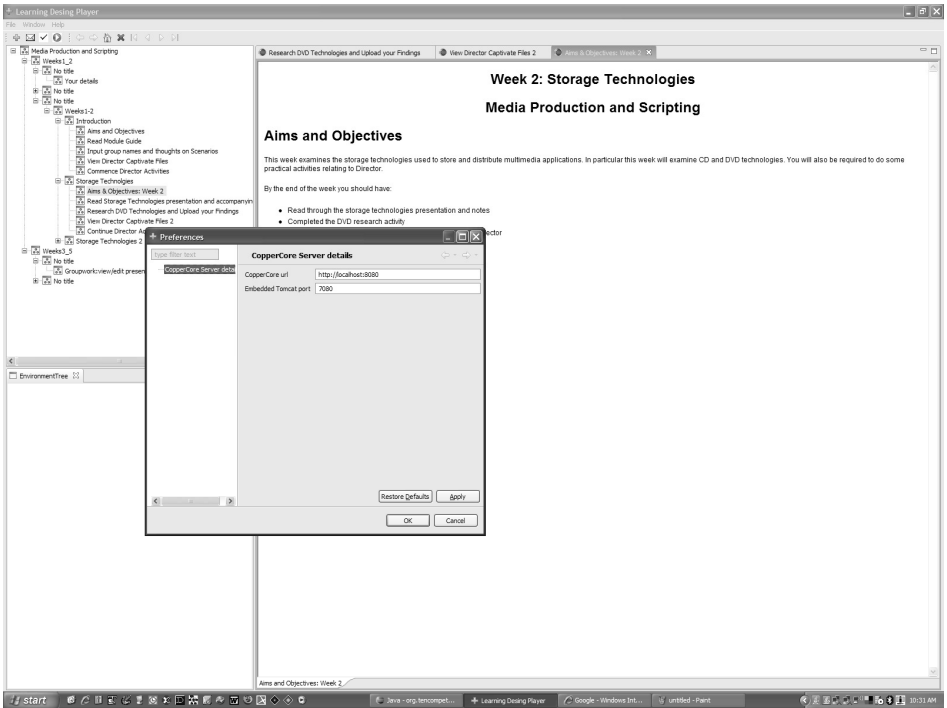 Learning Desing Player
File Window Help
Media Production and Scripting
Weeks1_2
No title
Your details
No title
No title
Weeks1-2
Introduction
Aims and Objectives
Read Module Guide
Input group names and thoughts on Scenarios
View Director Captivate Files
Commence Director Activities
Storage Technolgies
Aims & Objectives: Week 2
Read Storage Technologies presentation and accompanyin
Research DVD Technologies and Upload your Findings
View Director Captivate Files 2
Continue Director Ac
Storage Technologies 2
Weeks3_5
No title
Groupwork:view/edit presen
No title
EnvironmentTree
Research DVD Technologies and Upload your Findings
View Director Captivate Files 2
Aims & Objectives: Week 2
Week 2: Storage Technologies
Media Production and Scripting
Aims and Objectives
This week examines the storage technologies used to store and distribute multimedia applications. In particular this week will examine CD and DVD technologies. You will also be required to do some
practical activities relating to Director.
By the end of the week you should have:
Read through the storage technologies presentation and notes
Completed the DVD research activity
ector
Preferences
type filter text
CopperCore Server detai
CopperCore Server details
CopperCore url
http://localhost:8080
Embedded Tomcat port
7080
Restore Defaults
Apply
OK
Cancel
Aims and Objectives: Week 2
start
Java - org.tencompet...
Learning Desing Player
Google - Windows Int...
untitled - Paint
10:31 AM